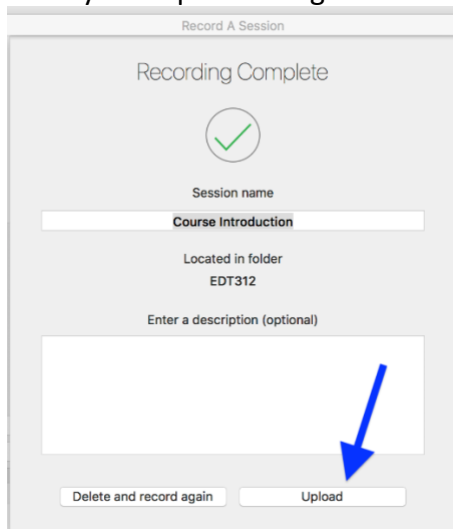 Record A Session
Recording Complete
Session name
Course Introduction
Located in folder
EDT312
Enter a description (optional)
Delete and record again Upload